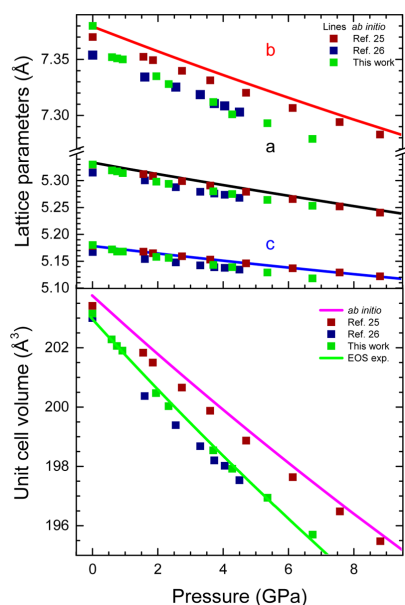 Lines ab initio
Ref. 25
Ref. 26
This work
b
a
c
Lattice parameters (Å)
7.35
7.30
5.30
5.20
5.15
5.10
ab initio
Ref. 25
Ref. 26
This work
EOS exp.
Unit cell volume (Å3)
202
200
198
196
0 2 4 6 8
Pressure (GPa)